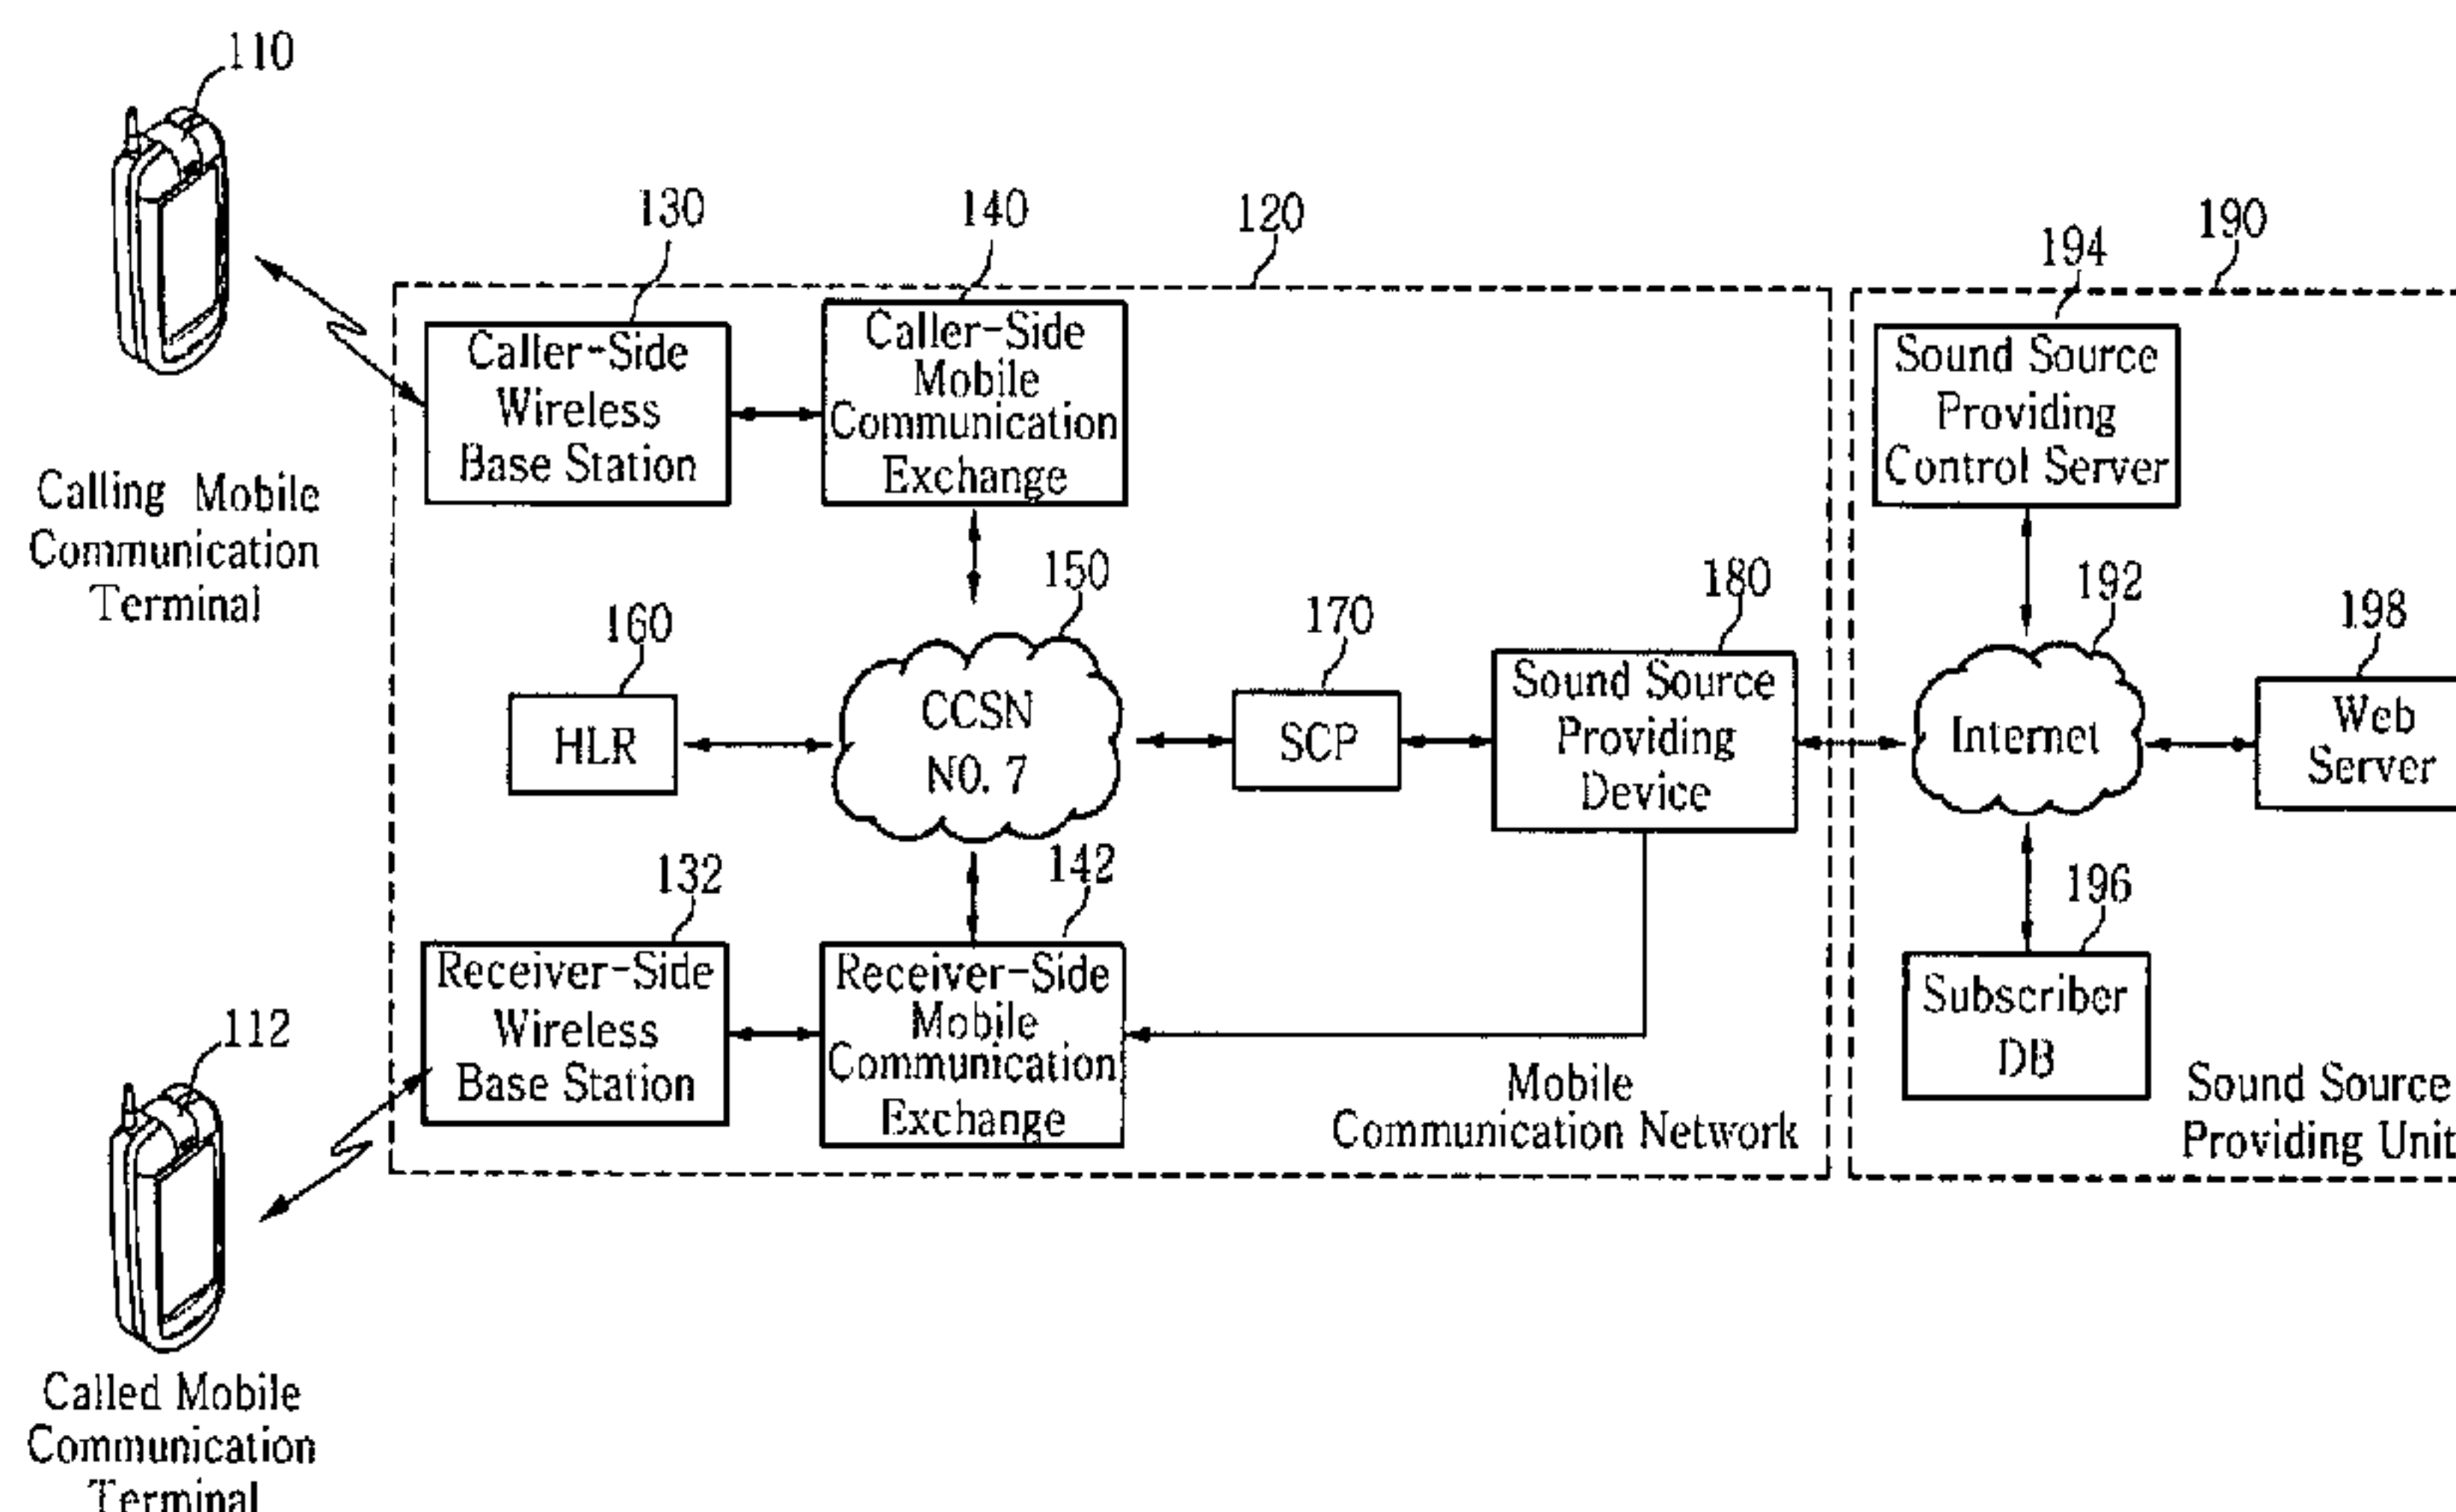 110
130
140
120
194
190
Caller-Side
Wireless
Base Station
Caller-Side
Mobile
Communication
Exchange
Sound Source
Providing
Control Server
Calling Mobile
Communication
Terminal
160
150
170
180
192
198
HLR
CCSN
NO. 7
SCP
Sound Source
Providing
Device
Internet
Web
Server
132
142
196
Receiver-Side
Wireless
Base Station
Receiver-Side
Mobile
Communication
Exchange
Subscriber
DB
Mobile
Communication Network
Sound Source
Providing Unit
112
Called Mobile
Communication
Terminal